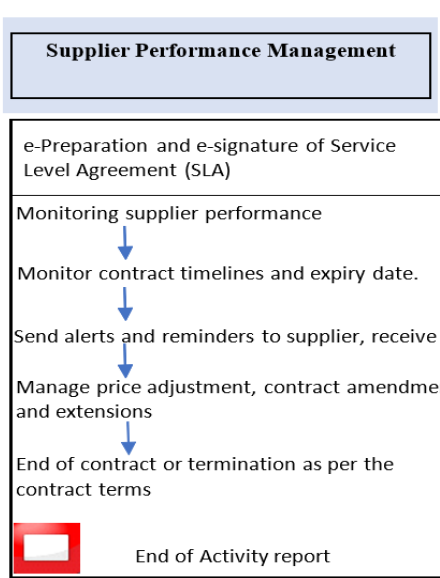 Supplier Performance Management
e-Preparation and e-signature of Service
Level Agreement (SLA)
Monitoring supplier performance
Monitor contract timelines and expiry date.
Send alerts and reminders to supplier, receive
Manage price adjustment, contract amendme
and extensions
End of contract or termination as per the
contract terms
End of Activity report